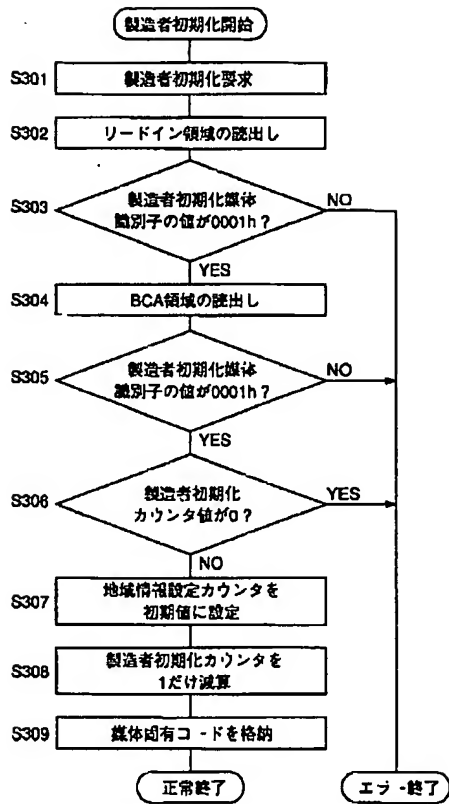 製造者初期化開始
S301
製造者初期化要求
S302
リードイン領域の読出し
S303
製造者初期化媒体
識別子の値が0001h?
NO
YES
S304
BCA領域の読出し
S305
製造者初期化媒体
識別子の値が0001h?
NO
YES
S306
製造者初期化
カウンタ値が0?
YES
NO
S307
地域情報設定カウンタを
初期値に設定
S308
製造者初期化カウンタを
1だけ減算
S309
媒体固有コードを格納
正常終了
エラー終了